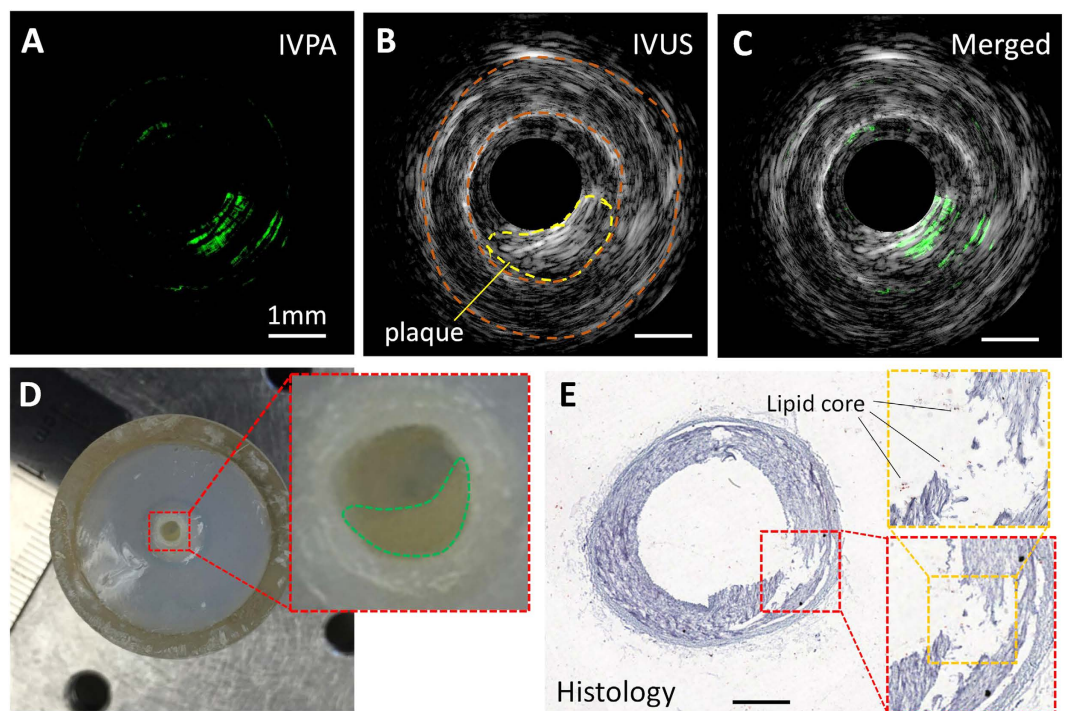 A
IVPA
1mm
B
IVUS
plaque
C
Merged
D
E
Lipid core
Histology